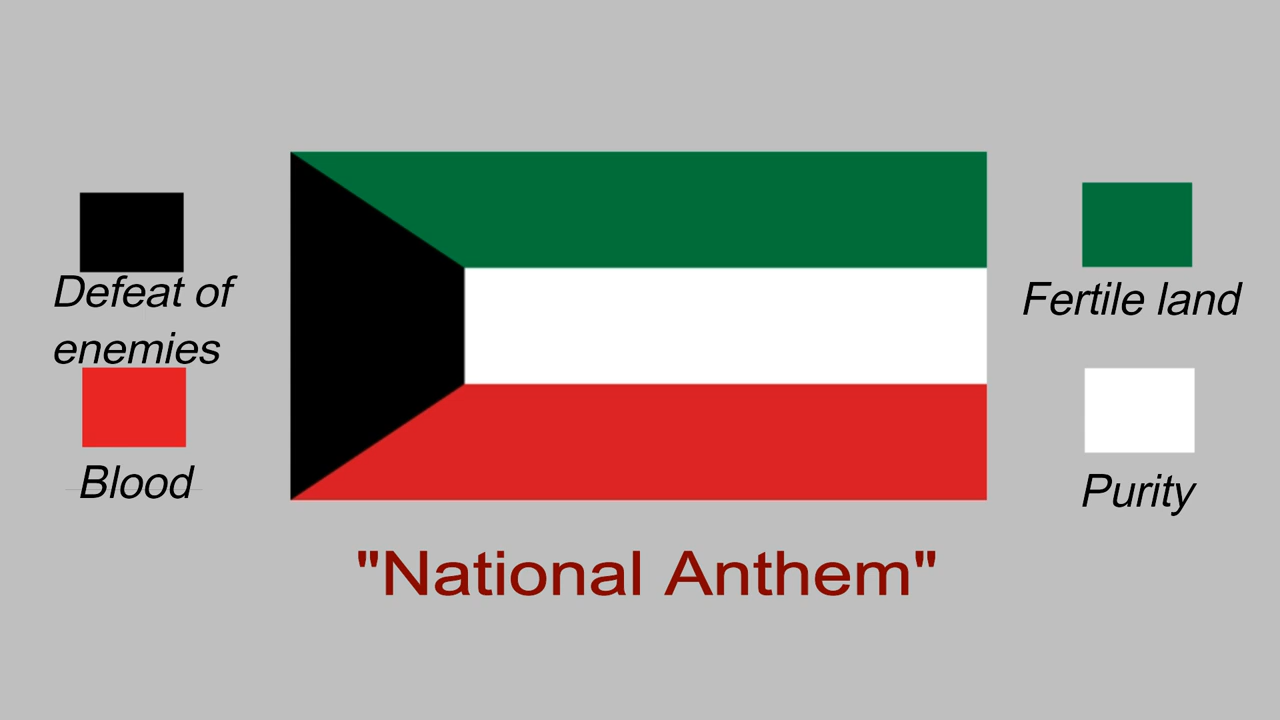 Defeat of
enemies
Blood
Fertile land
Purity
"National Anthem"